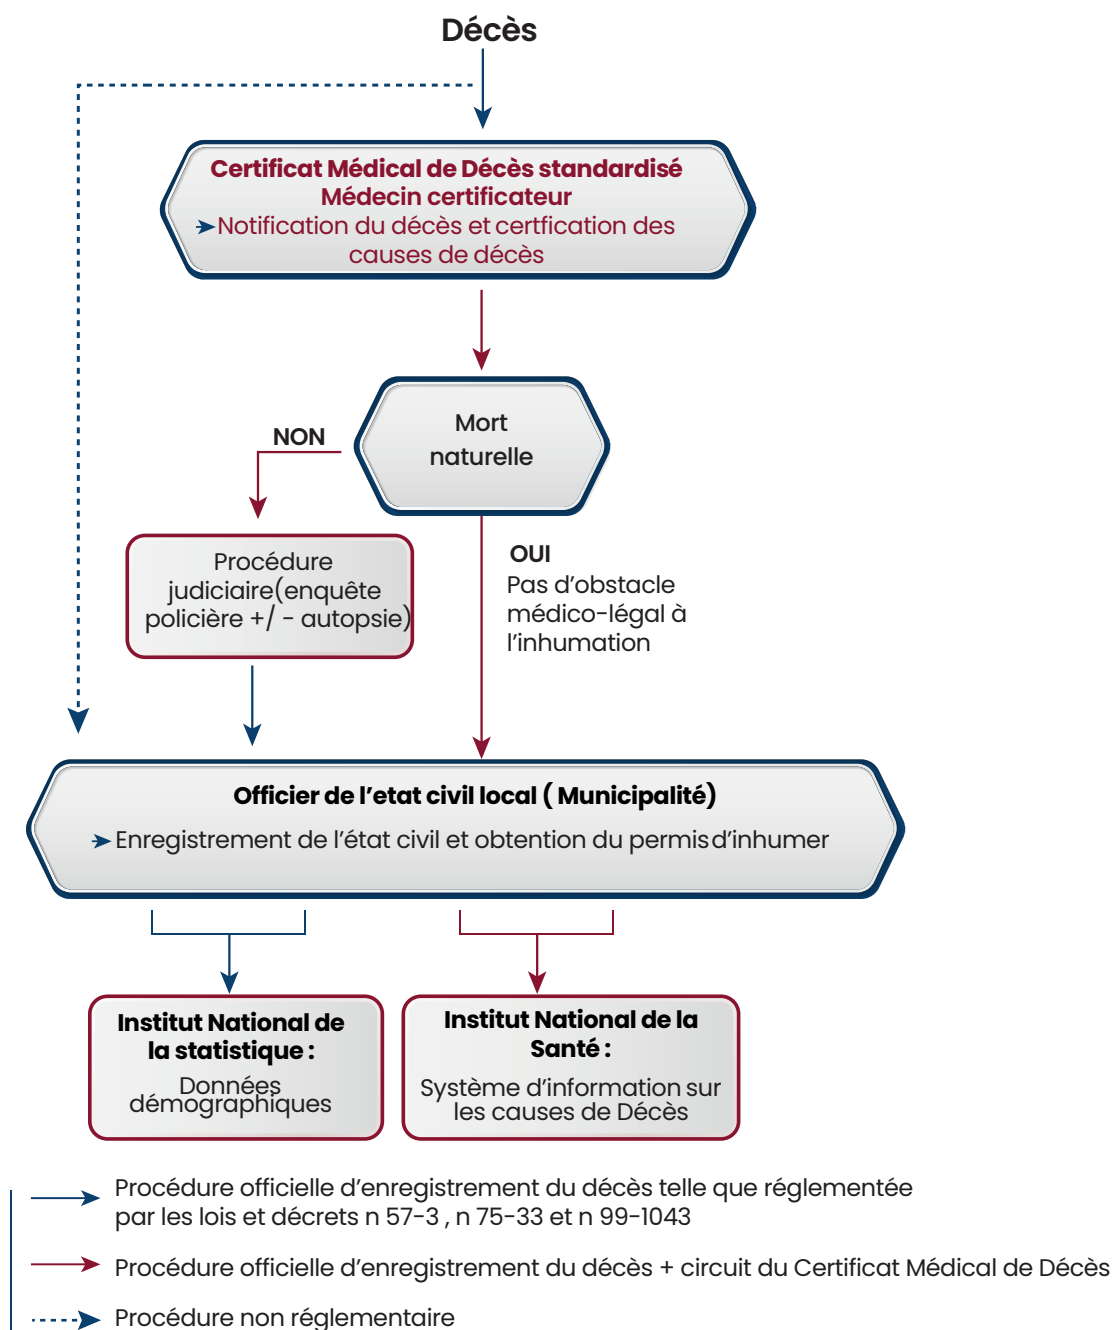 Décès
Certificat Médical de Décès standardisé
Médecin certificateur
Notification du décès et certfication des
causes de décès
Mort
naturelle
NON
Procédure
judiciaire(enquête
policière +/ - autopsie)
OUI
Pas d’obstacle
médico-légal à
l’inhumation
Officier de l’etat civil local ( Municipalité)
Enregistrement de l’état civil et obtention du permis d’inhumer
Institut National de
la statistique :
Données
démographiques
Institut National de la
Santé :
Système d’information sur
les causes de Décès
Procédure officielle d’enregistrement du décès telle que réglementée
par les lois et décrets n 57-3 , n 75-33 et n 99-1043
Procédure officielle d’enregistrement du décès + circuit du Certificat Médical de Décès
Procédure non réglementaire